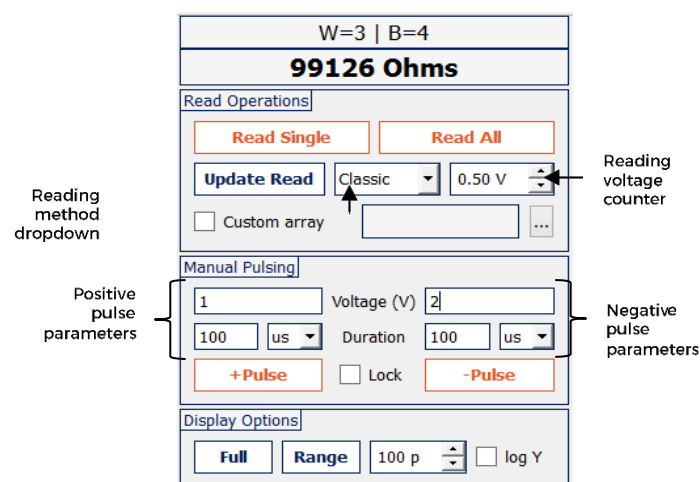 W=3 | B=4
99126 Ohms
Read Operations
Read Single Read All
Update Read Classic 0.50 V
Custom array ...
Reading
method
dropdown
Reading
voltage
counter
Manual Pulsing
1 Voltage (V) 2
100 us Duration 100 us
+Pulse Lock -Pulse
Positive
pulse
parameters
Negative
pulse
parameters
Display Options
Full Range 100 p log Y